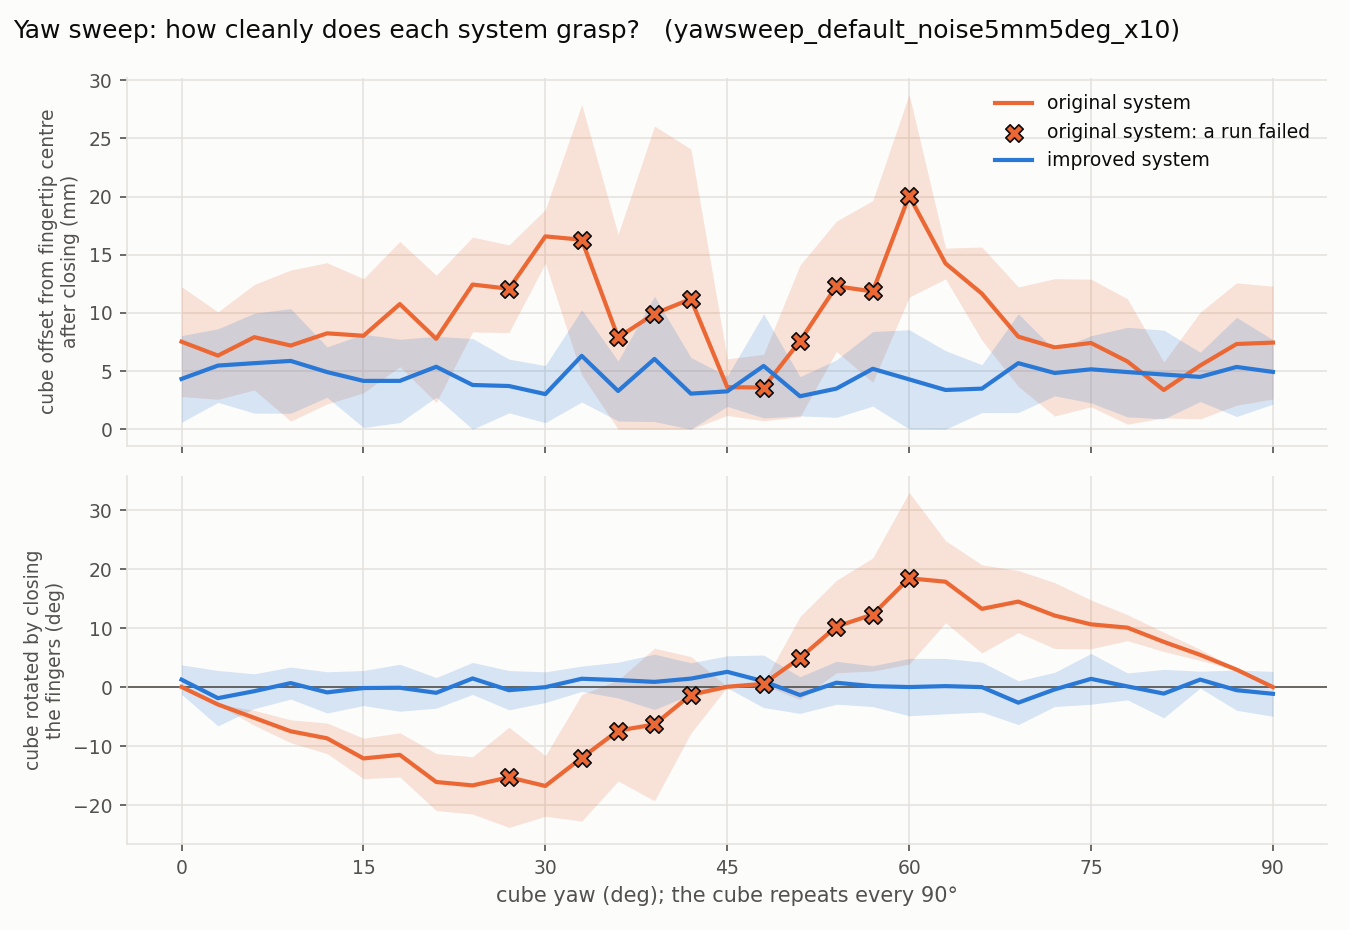 Yaw sweep: how cleanly does each system grasp?   (yawsweep_default_noise5mm5deg_x10)
cube offset from fingertip centre
after closing (mm)
30
25
20
15
10
5
0
original system
original system: a run failed
improved system
cube rotated by closing
the fingers (deg)
30
20
10
0
−10
−20
0
15
30
45
60
75
90
cube yaw (deg); the cube repeats every 90°